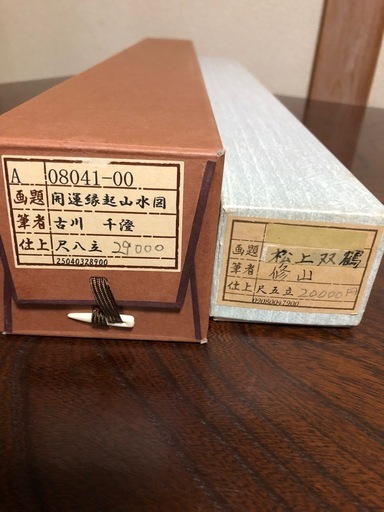 A 08041-00
画題 開運縁起山水図
筆者 古川 千澄
仕上 尺八立 29000
25040328900
画題 松上双鶴
筆者 修山
仕上 尺五立 20000円
09080047900